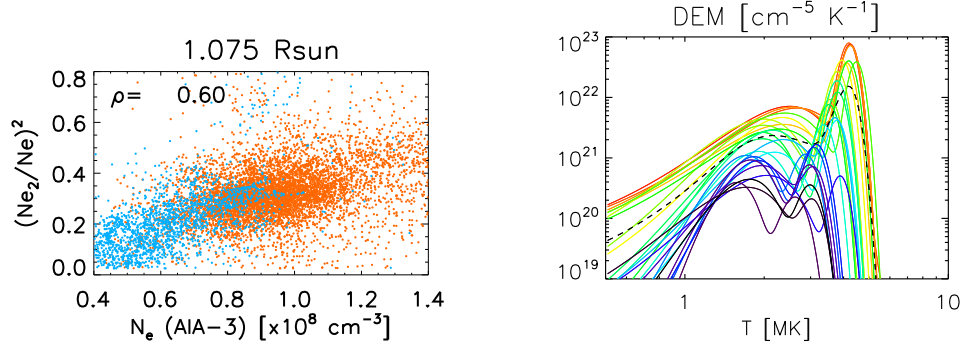 1.075 Rsun
ρ= 0.60
(Ne₂/Ne)²
0.8
0.6
0.4
0.2
0.0
0.4 0.6 0.8 1.0 1.2 1.4
Nₑ (AIA−3) [x10⁸ cm⁻³]
DEM [cm⁻⁵ K⁻¹]
10²³
10²²
10²¹
10²⁰
10¹⁹
1 10
T [MK]